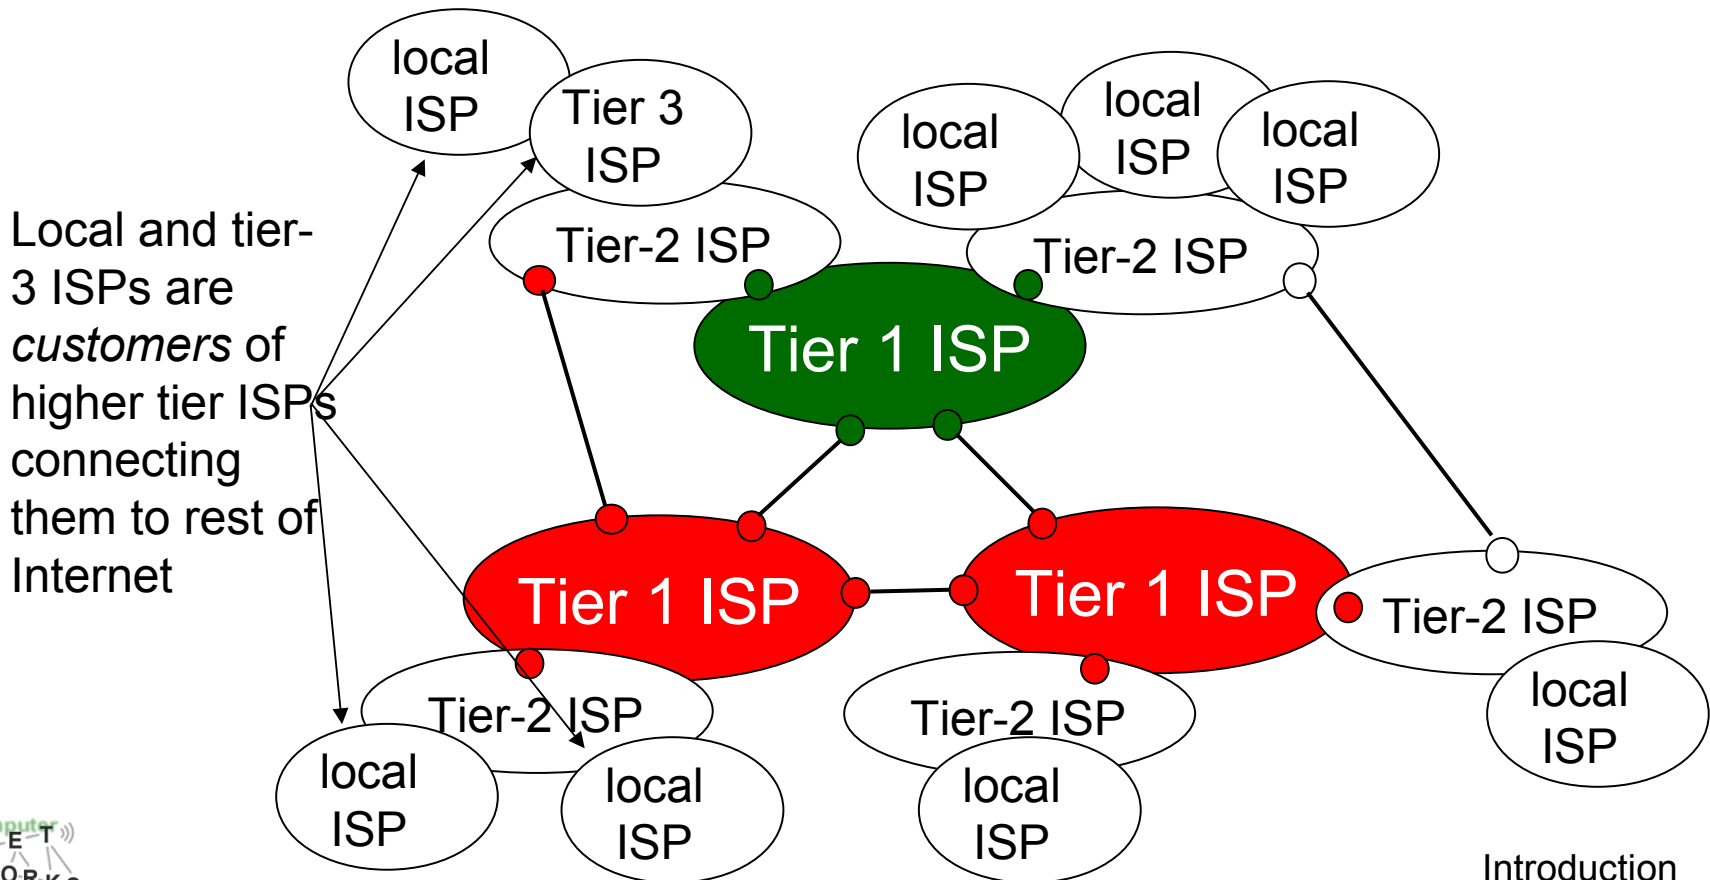 local
ISP
Tier 3
ISP
local
ISP
local
ISP
local
ISP
Local and tier-
3 ISPs are
customers of
higher tier ISPs
connecting
them to rest of
Internet
Tier-2 ISP
Tier-2 ISP
Tier 1 ISP
Tier 1 ISP
Tier 1 ISP
Tier-2 ISP
Tier-2 ISP
Tier-2 ISP
local
ISP
local
ISP
local
ISP
local
ISP
Introduction